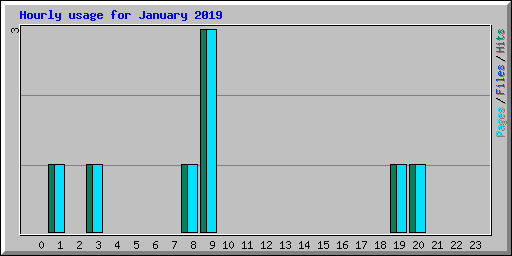 Hourly usage for January 2019
3
0 1 2 3 4 5 6 7 8 9 10 11 12 13 14 15 16 17 18 19 20 21 22 23
Pages/Files/Hits